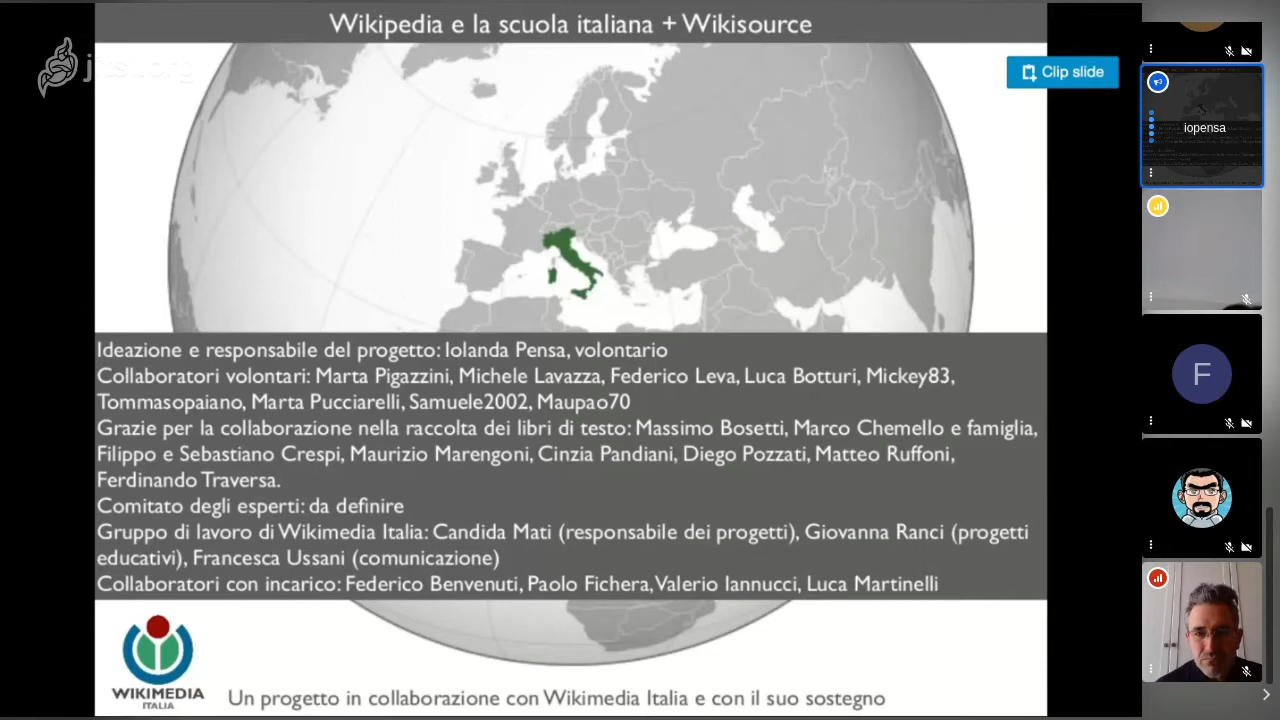 Wikipedia e la scuola italiana + Wikisource
jitsi.org
Clip slide
iopensa
F
Ideazione e responsabile del progetto: Iolanda Pensa, volontario
Collaboratori volontari: Marta Pigazzini, Michele Lavazza, Federico Leva, Luca Botturi, Mickey83,
Tommasopaiano, Marta Pucciarelli, Samuele2002, Maupao70
Grazie per la collaborazione nella raccolta dei libri di testo: Massimo Bosetti, Marco Chemello e famiglia,
Filippo e Sebastiano Crespi, Maurizio Marengoni, Cinzia Pandiani, Diego Pozzati, Matteo Ruffoni,
Ferdinando Traversa.
Comitato degli esperti: da definire
Gruppo di lavoro di Wikimedia Italia: Candida Mati (responsabile dei progetti), Giovanna Ranci (progetti
educativi), Francesca Ussani (comunicazione)
Collaboratori con incarico: Federico Benvenuti, Paolo Fichera, Valerio Iannucci, Luca Martinelli
WIKIMEDIA
ITALIA
Un progetto in collaborazione con Wikimedia Italia e con il suo sostegno